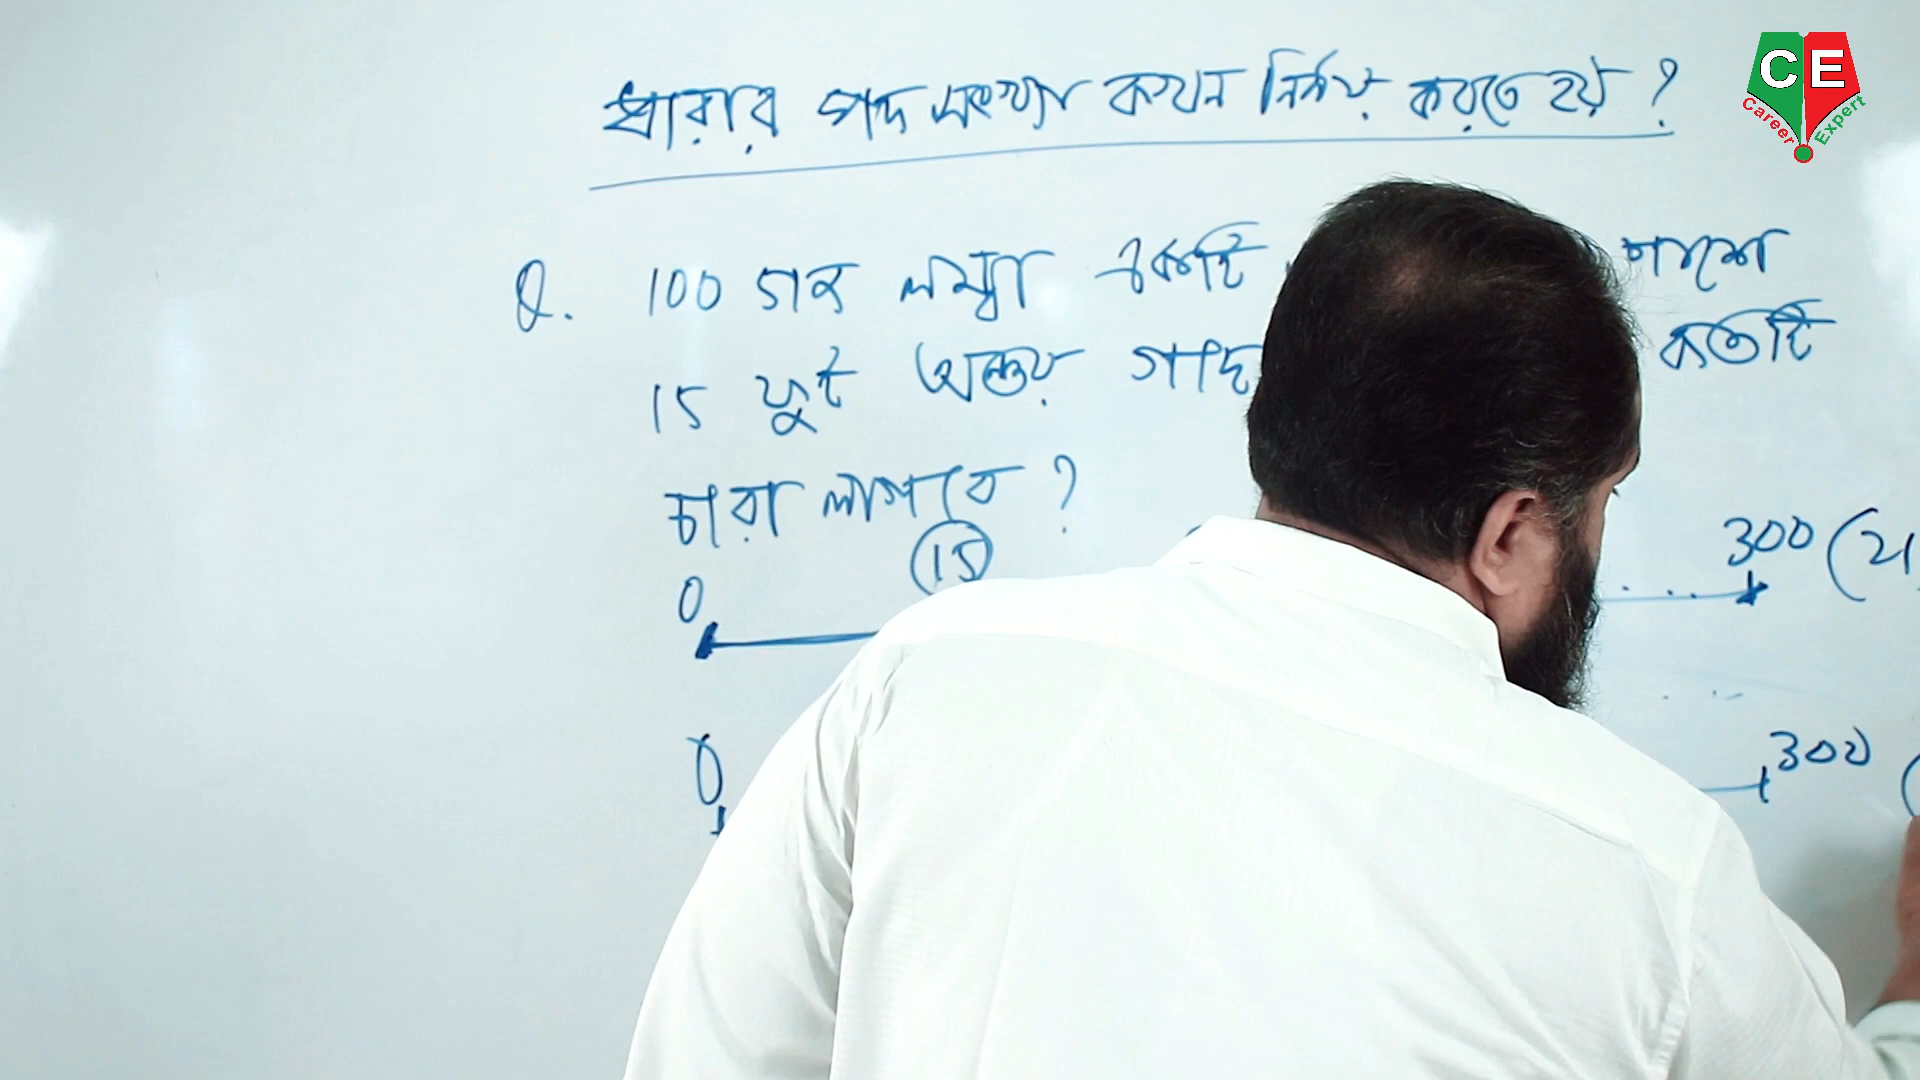 ধারার পদ সংখ্যা কখন নির্ণয় করতে হয় ?
Q. 100 গজ লম্বা একটি পাশে
15 ফুট অন্তর গাছ কতটি
চারা লাগবে ?
15
0
300
0
300
CE
Career Expert